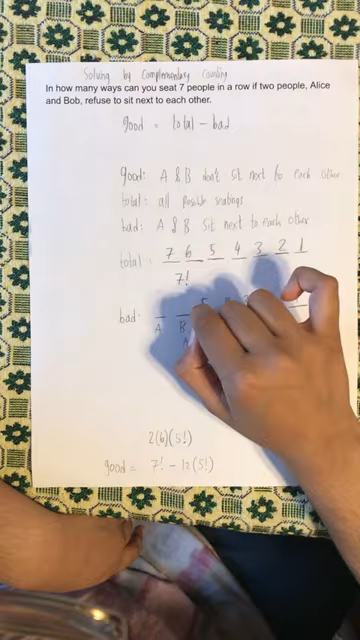 Solving by Complementary Counting
In how many ways can you seat 7 people in a row if two people, Alice
and Bob, refuse to sit next to each other.
good = total - bad
good: A & B don't sit next to each other
total: all possible seatings
bad: A & B sit next to each other
total: 7 6 5 4 3 2 1
7!
bad: 5
A B
2(6)(5!)
good = 7! - 12(5!)